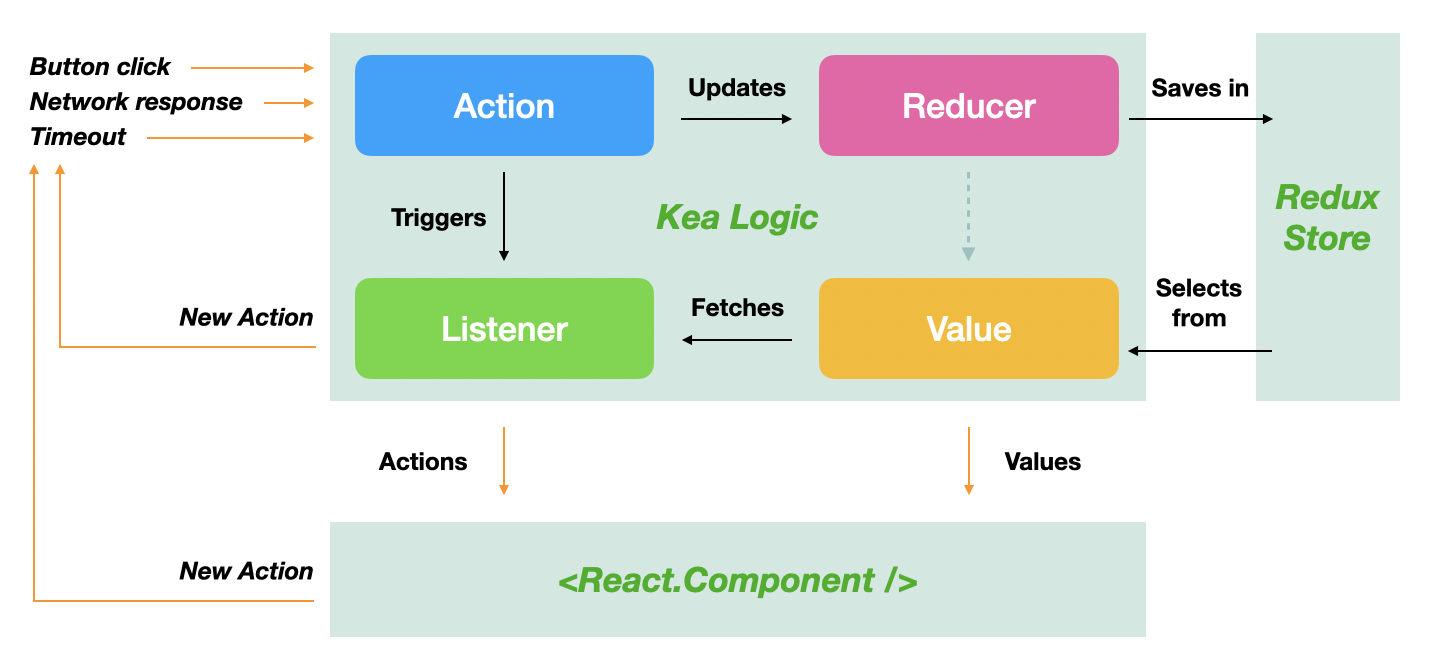 Button click
Network response
Timeout
Action
Updates
Reducer
Saves in
Triggers
Kea Logic
Redux
Store
New Action
Listener
Fetches
Value
Selects
from
Actions
Values
New Action
<React.Component />